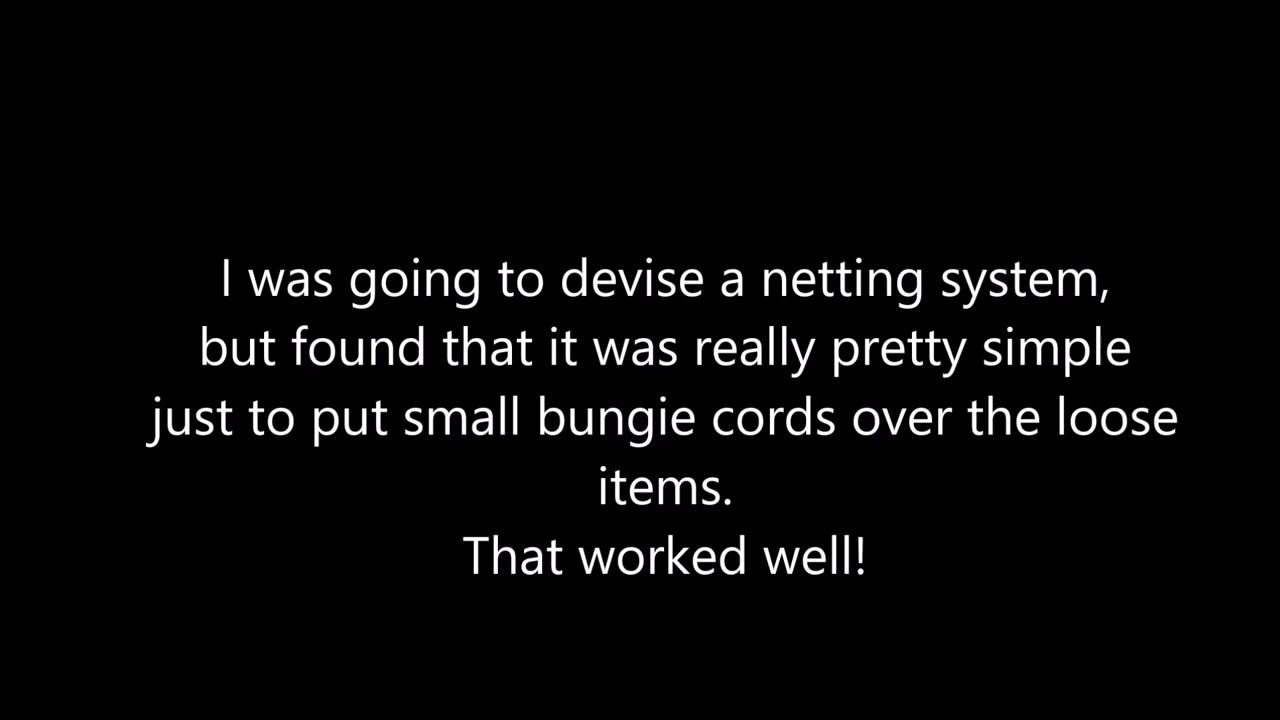 I was going to devise a netting system,
but found that it was really pretty simple
just to put small bungie cords over the loose
items.
That worked well!